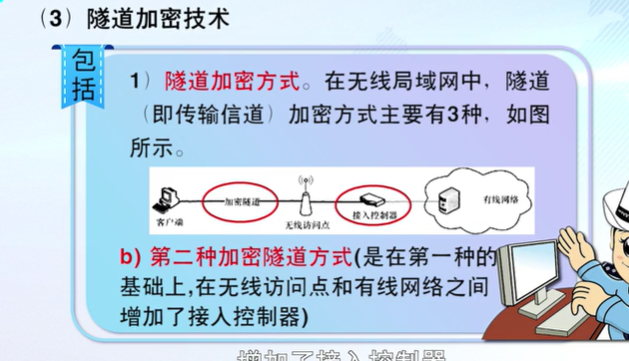 （3）隧道加密技术
包括
1）隧道加密方式。在无线局域网中，隧道
（即传输信道）加密方式主要有3种，如图
所示。
客户端
加密隧道
无线访问点
接入控制器
有线网络
b) 第二种加密隧道方式(是在第一种的
基础上,在无线访问点和有线网络之间
增加了接入控制器)
增加了接入控制器